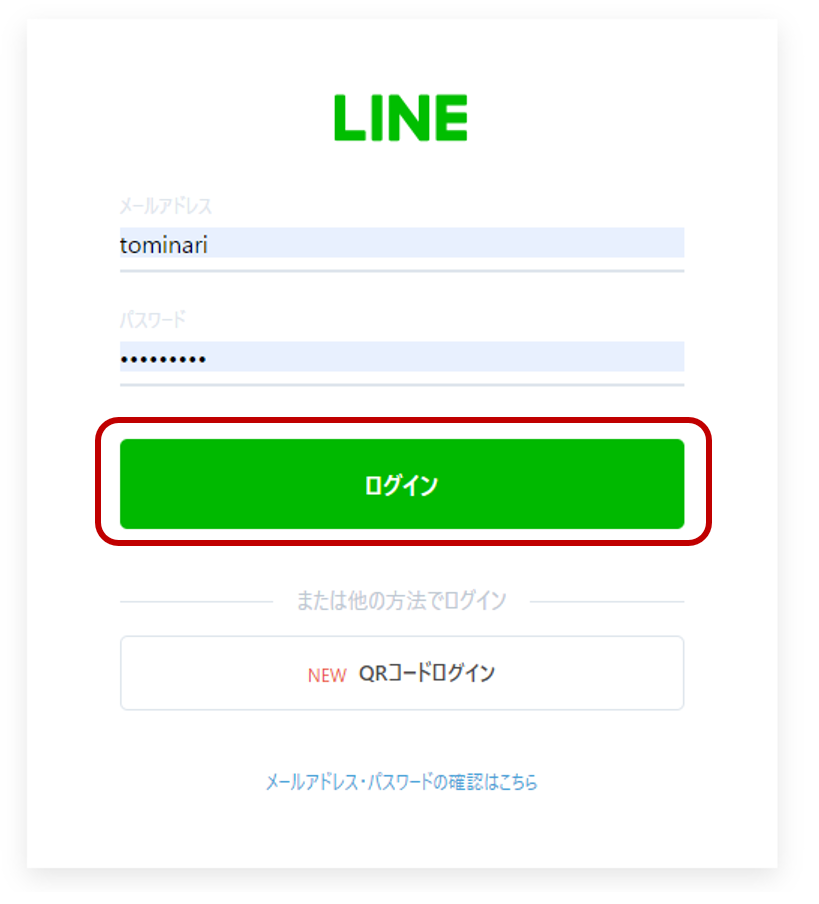 LINE
メールアドレス
tominari
パスワード
•••••••••
ログイン
または他の方法でログイン
NEW QRコードログイン
メールアドレス・パスワードの確認はこちら